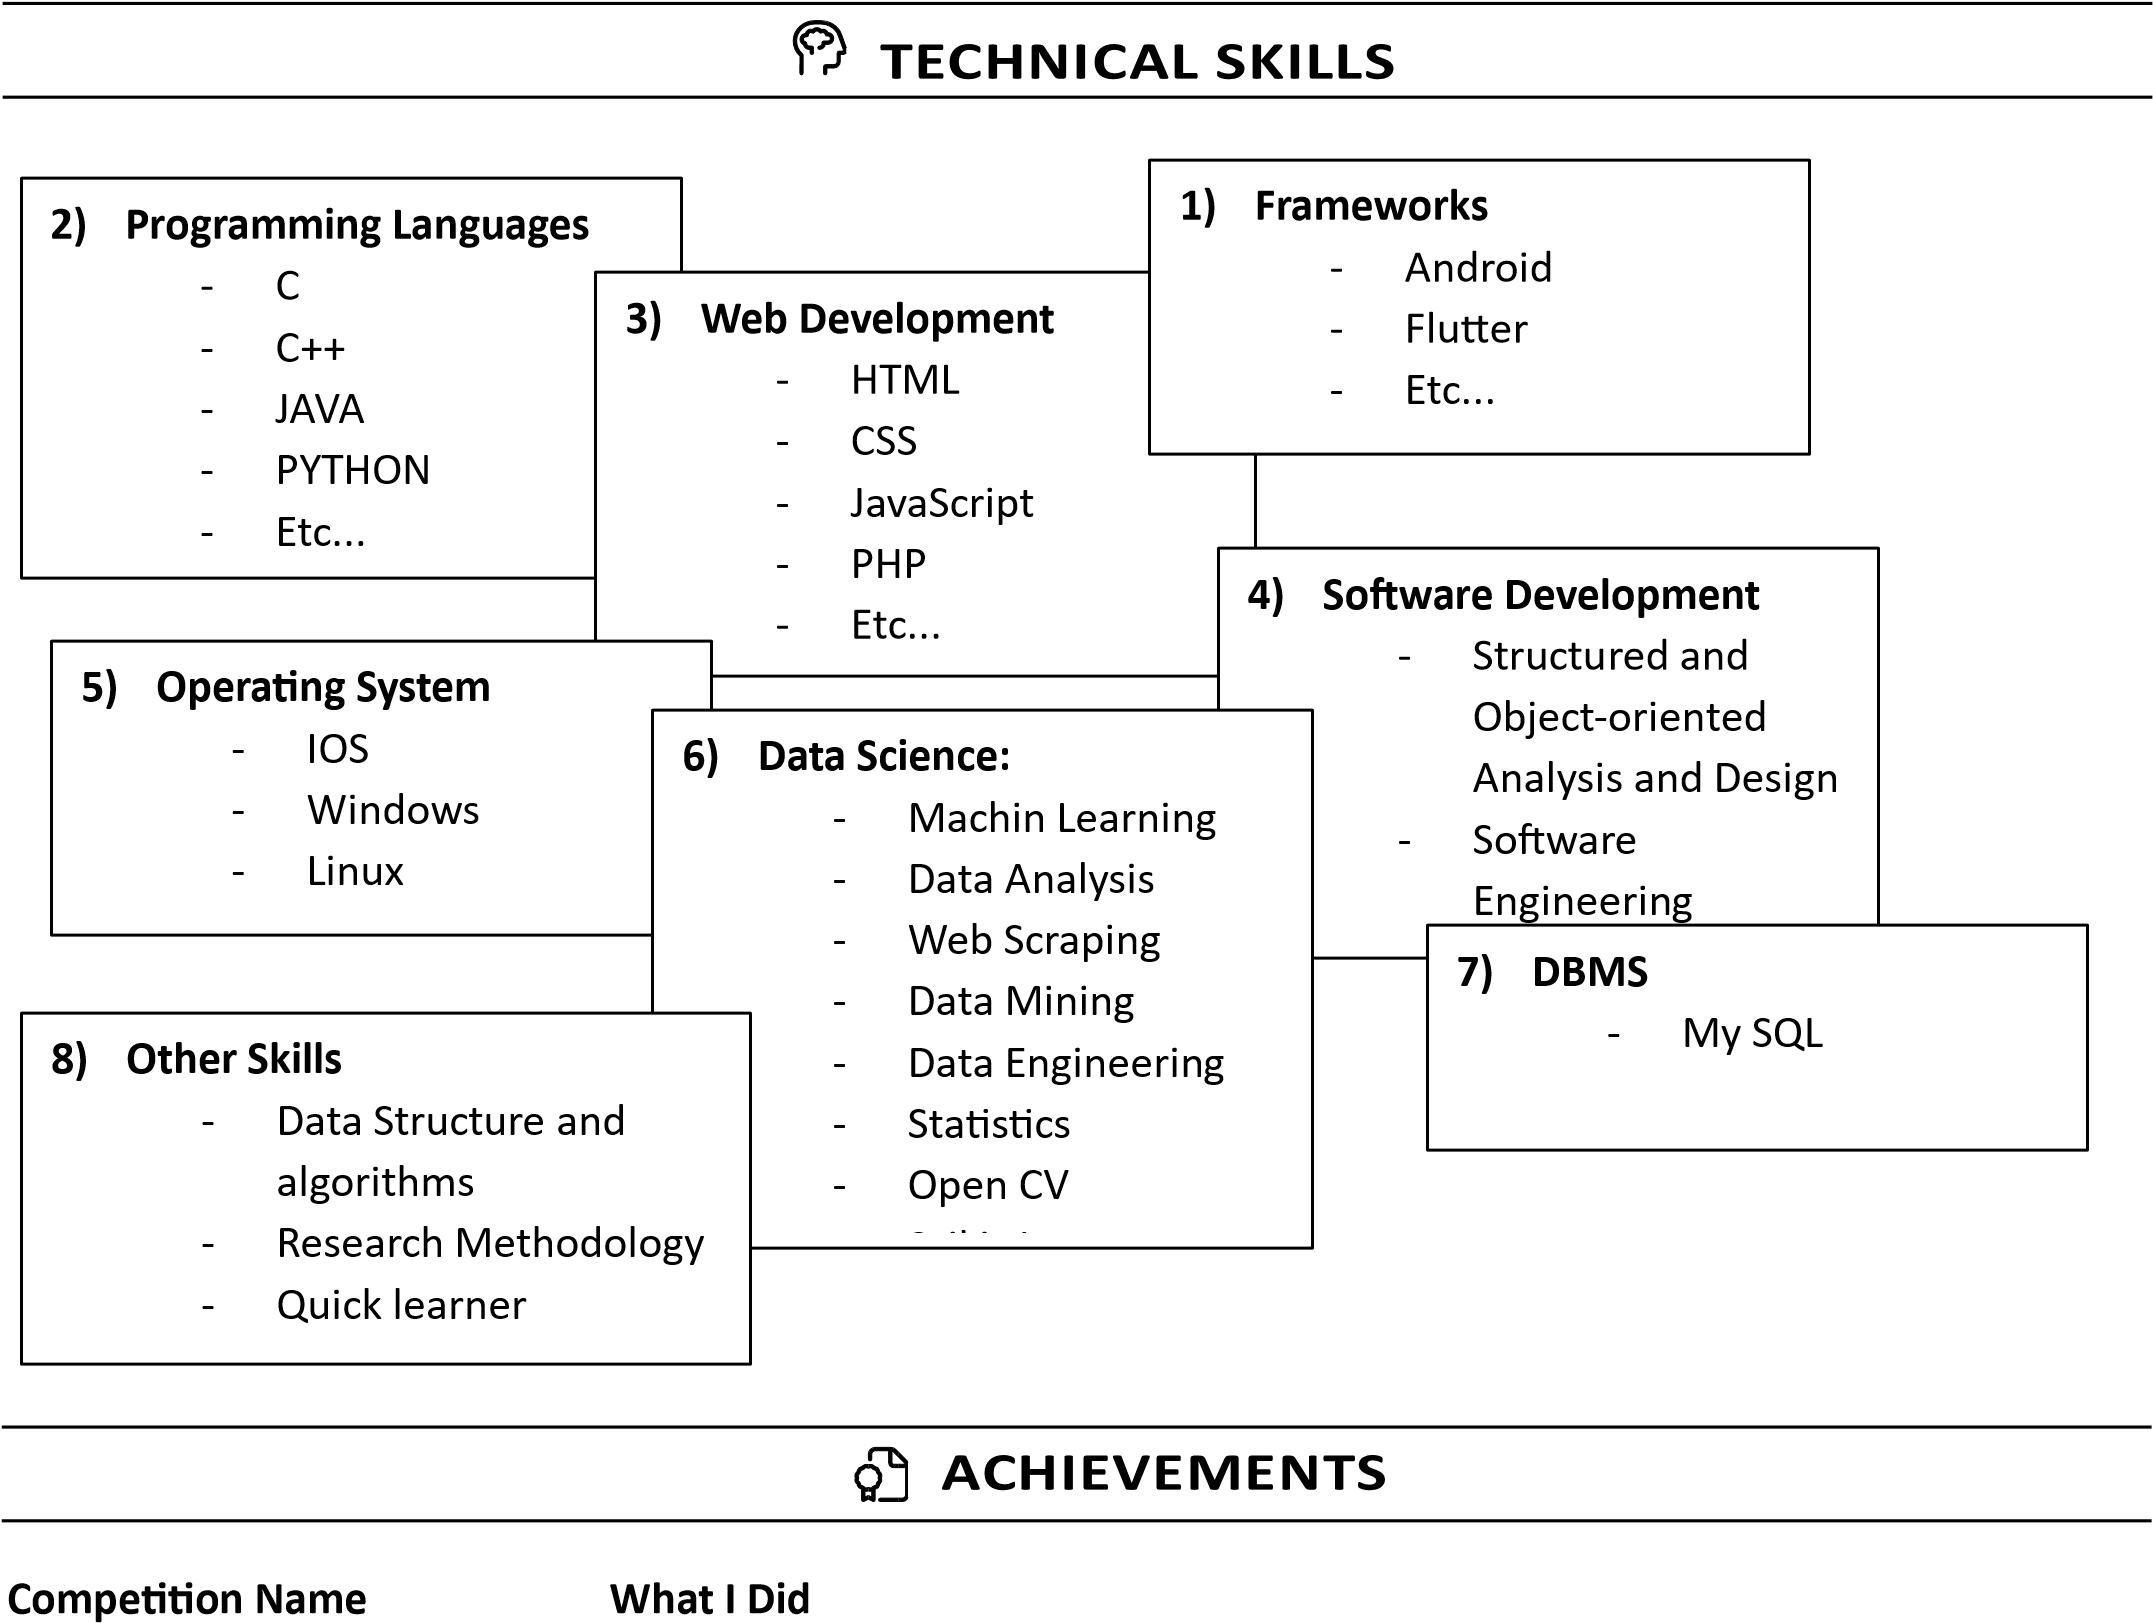 TECHNICAL SKILLS
2) Programming Languages
- C
- C++
- JAVA
- PYTHON
- Etc...
3) Web Development
- HTML
- CSS
- JavaScript
- PHP
- Etc...
1) Frameworks
- Android
- Flutter
- Etc...
4) Software Development
- Structured and
Object-oriented
Analysis and Design
- Software
Engineering
5) Operating System
- IOS
- Windows
- Linux
6) Data Science:
- Machin Learning
- Data Analysis
- Web Scraping
- Data Mining
- Data Engineering
- Statistics
- Open CV
7) DBMS
- My SQL
8) Other Skills
- Data Structure and
algorithms
- Research Methodology
- Quick learner
ACHIEVEMENTS
Competition Name What I Did